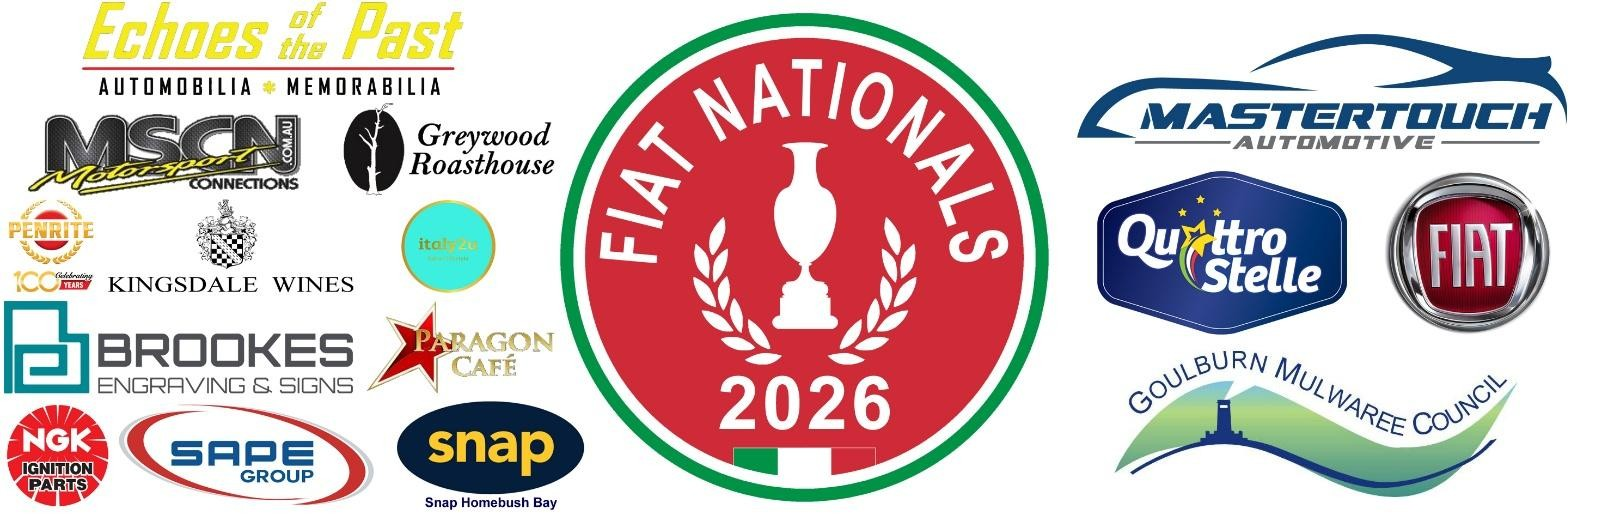 Echoes of the Past
AUTOMOBILIA * MEMORABILIA
MSCN .COM.AU
Motorsport
CONNECTIONS
Greywood
Roasthouse
PENRITE
100 Celebrating YEARS
KINGSDALE WINES
italy2u
BROOKES
ENGRAVING & SIGNS
PARAGON
CAFÉ
NGK
IGNITION
PARTS
SAPE
GROUP
snap
Snap Homebush Bay
FIAT NATIONALS
2026
MASTERTOUCH
AUTOMOTIVE
Quattro
Stelle
FIAT
GOULBURN MULWAREE COUNCIL